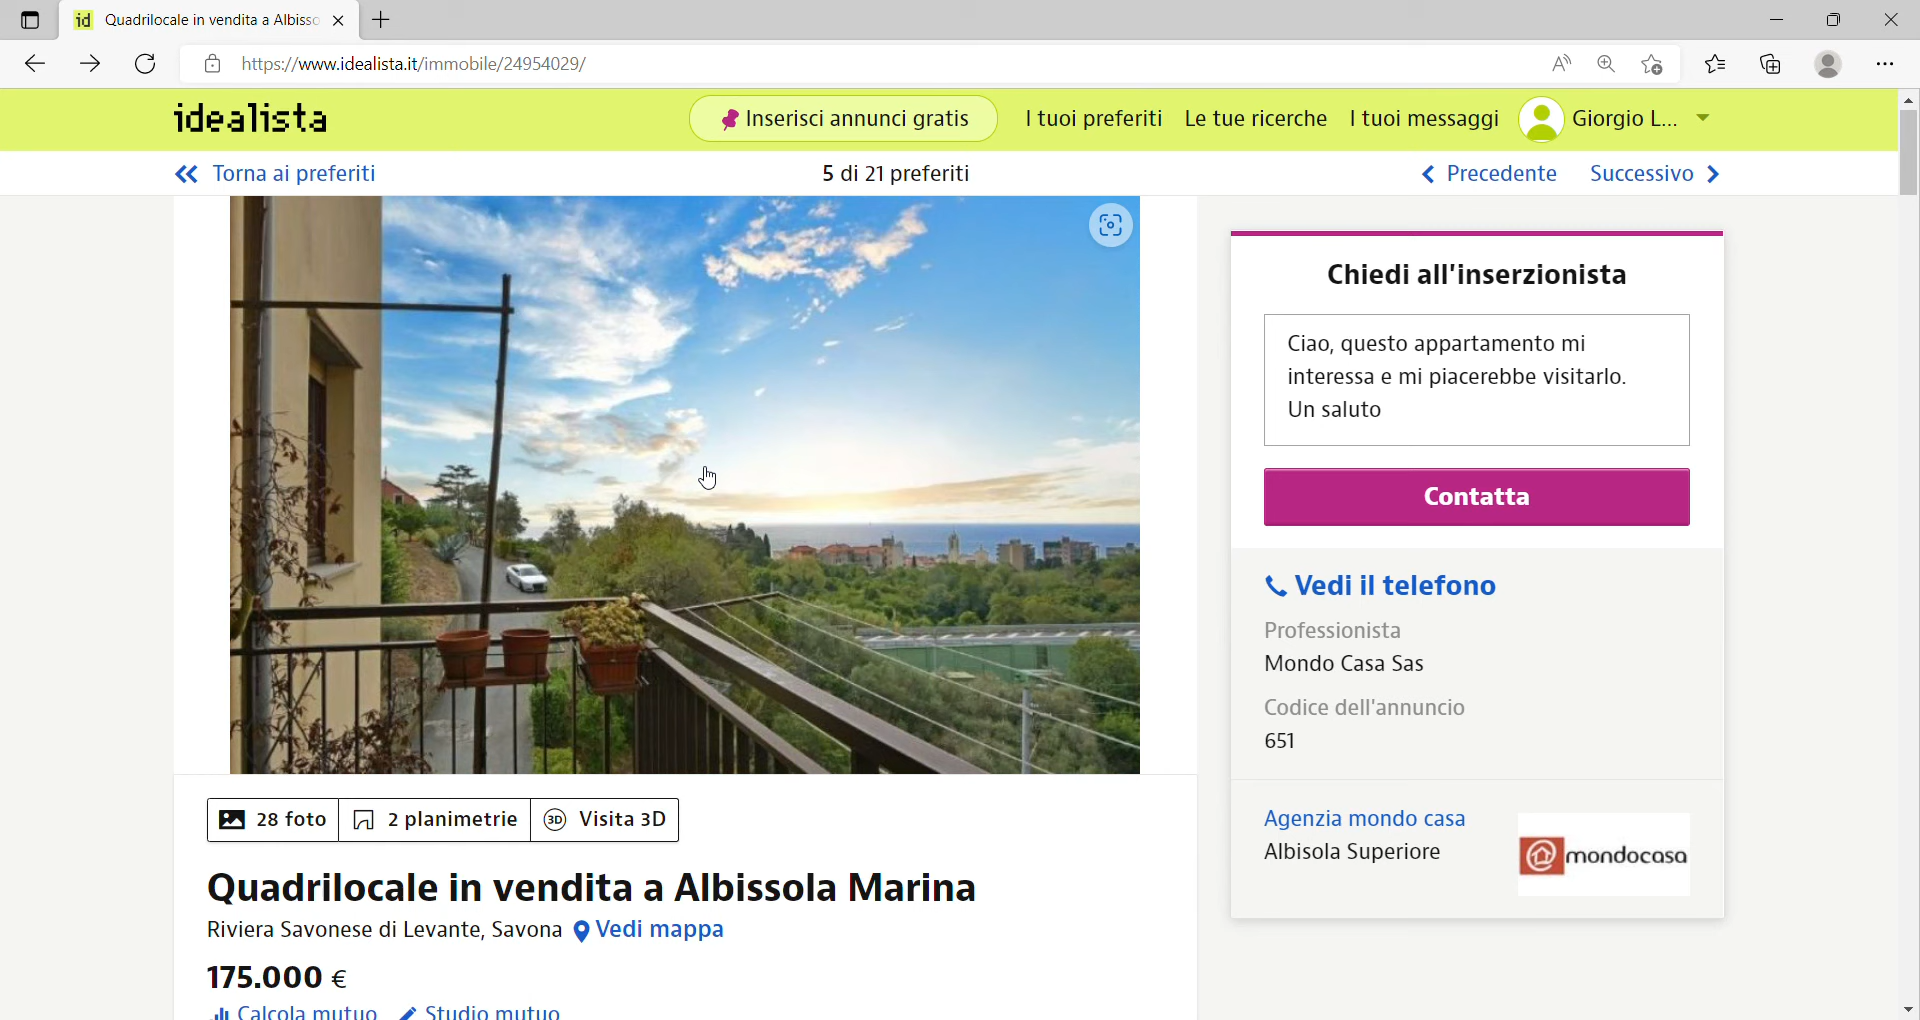 Quadrilocale in vendita a Albisso
https://www.idealista.it/immobile/24954029/
idealista
Inserisci annunci gratis
I tuoi preferiti
Le tue ricerche
I tuoi messaggi
Giorgio L...
Torna ai preferiti
5 di 21 preferiti
Precedente
Successivo
Chiedi all'inserzionista
Ciao, questo appartamento mi
interessa e mi piacerebbe visitarlo.
Un saluto
Contatta
Vedi il telefono
Professionista
Mondo Casa Sas
Codice dell'annuncio
651
Agenzia mondo casa
Albisola Superiore
mondocasa
28 foto
2 planimetrie
3D Visita 3D
Quadrilocale in vendita a Albissola Marina
Riviera Savonese di Levante, Savona Vedi mappa
175.000 €
Calcola mutuo Studio mutuo